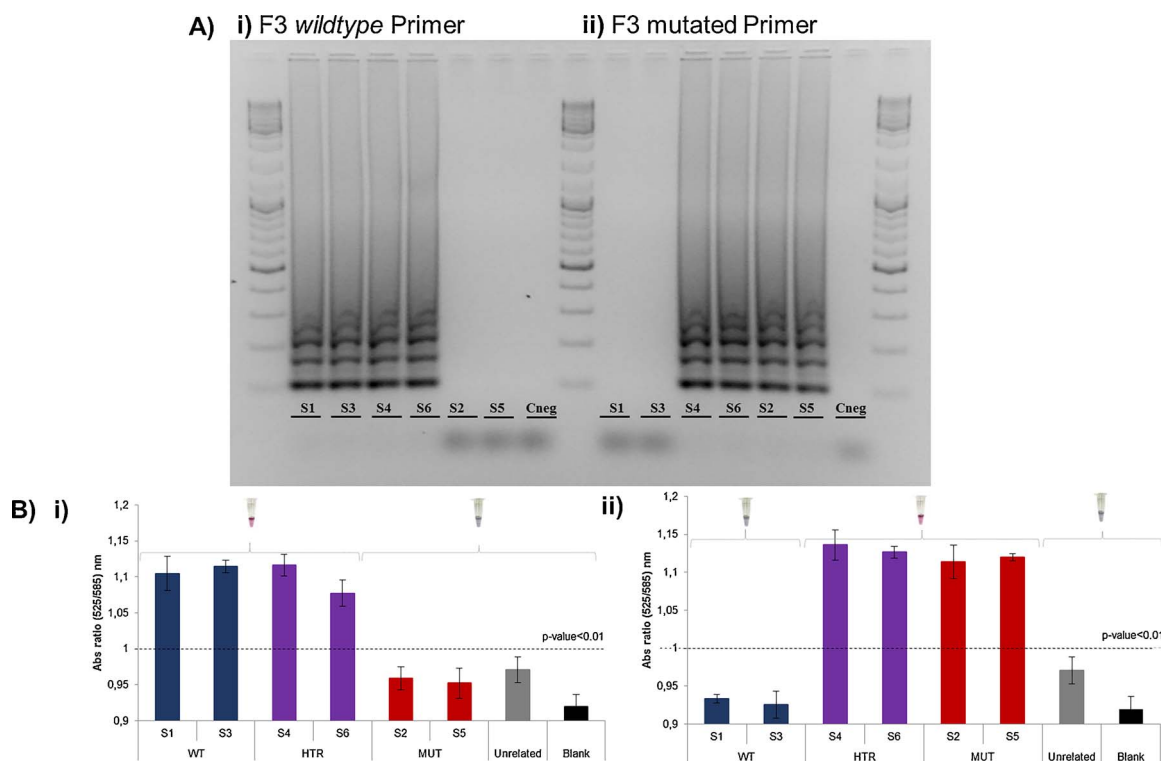 A) i) F3 wildtype Primer ii) F3 mutated Primer
S1 S3 S4 S6 S2 S5 Cneg S1 S3 S4 S6 S2 S5 Cneg
B) i)
Abs ratio (525/585) nm
1,2
1,15
1,1
1,05
1
0,95
0,9
p-value<0.01
S1 S3 S4 S6 S2 S5
WT HTR MUT Unrelated Blank
ii)
Abs ratio (525/585) nm
1,2
1,15
1,1
1,05
1
0,95
0,9
p-value<0.01
S1 S3 S4 S6 S2 S5
WT HTR MUT Unrelated Blank